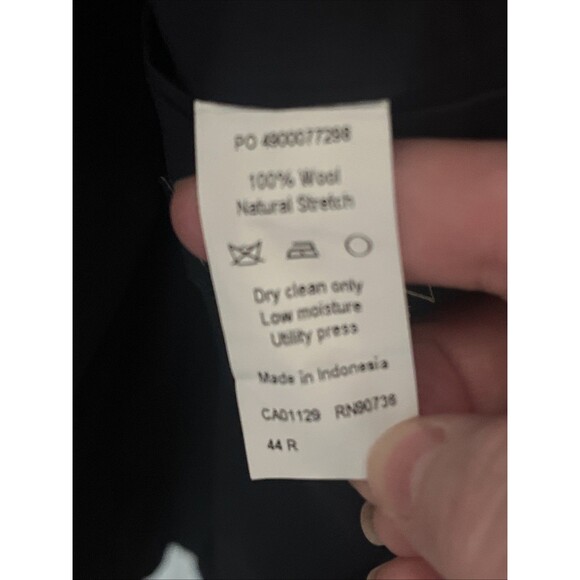 PO 4900077298
100% Wool
Natural Stretch
Dry clean only
Low moisture
Utility press
Made in Indonesia
CA01129 RN90736
44 R